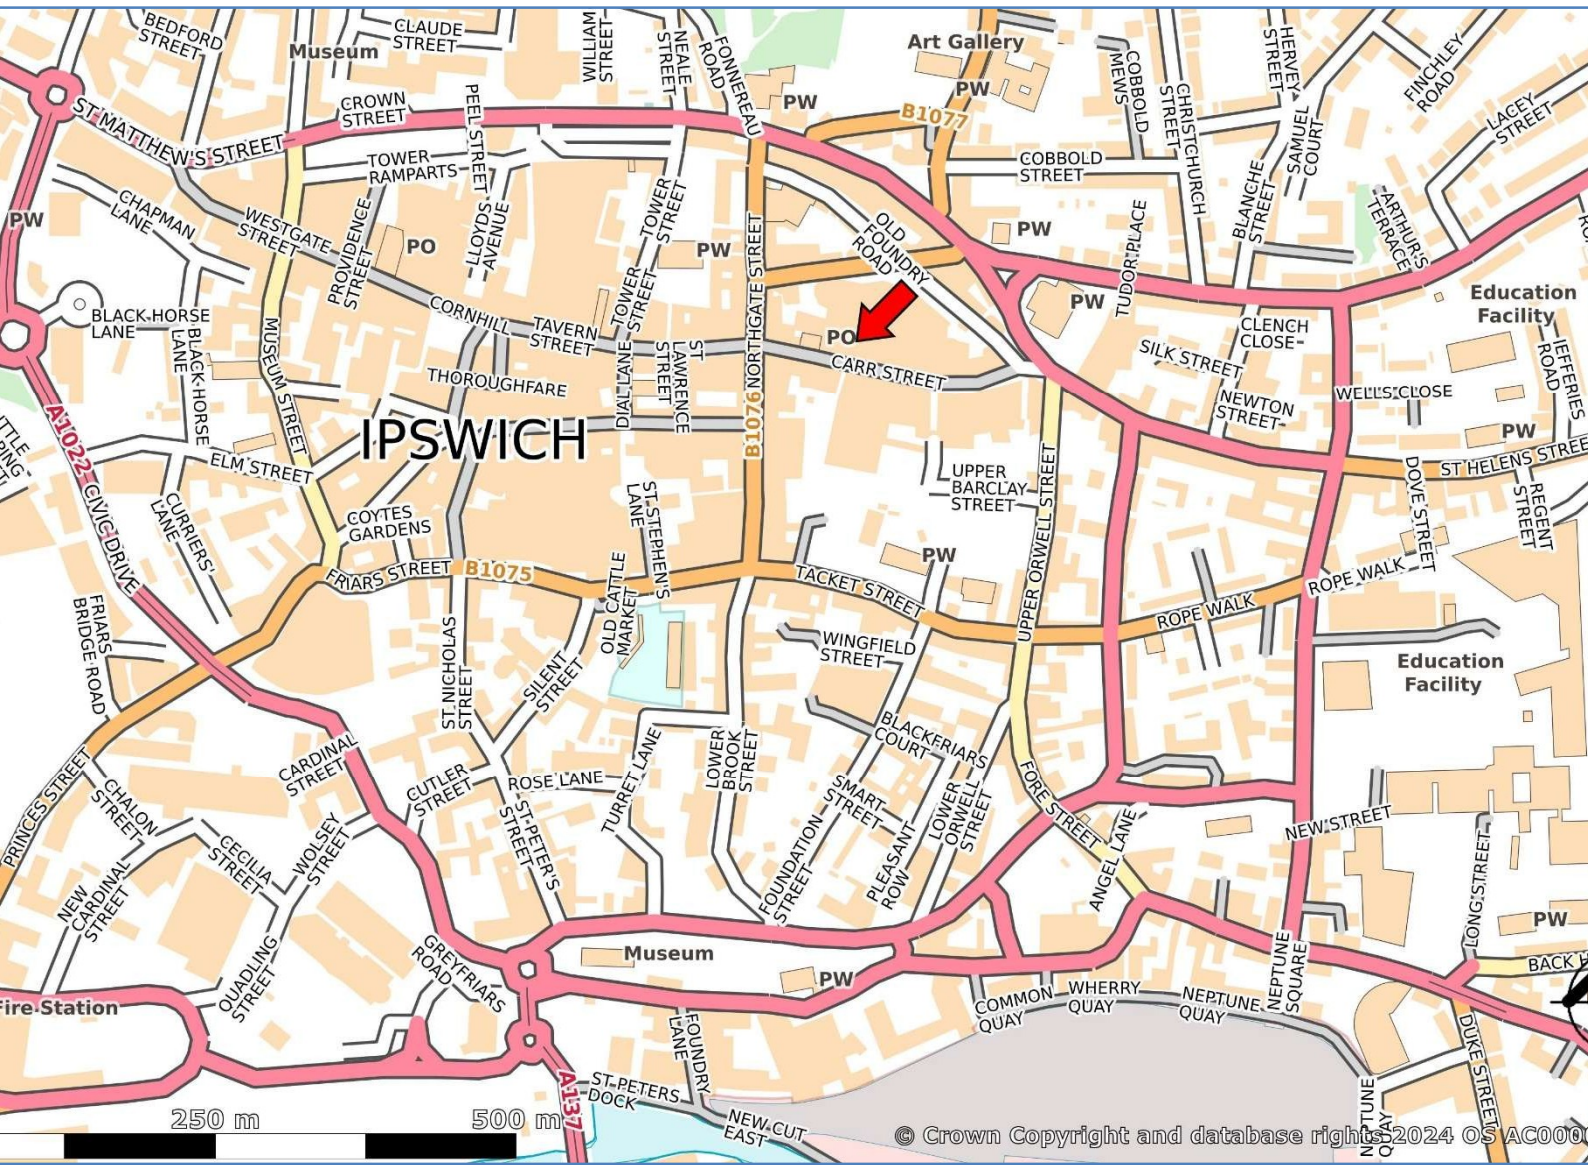 BEDFORD
STREET
Museum
CLAUDE
STREET
WILLIAM
STREET
NEALE
STREET
FONNEREAU
ROAD
Art Gallery
PW
PW
B1077
COBBOLD
MEWS
CHRISTCHURCH
STREET
HERVEY
STREET
SAMUEL
COURT
FINCHLEY
ROAD
LACEY
STREET
ST MATTHEW'S STREET
CROWN
STREET
PEEL STREET
TOWER
RAMPARTS
COBBOLD
STREET
PW
CHAPMAN
LANE
WESTGATE
STREET
PROVIDENCE
STREET
PO
LLOYDS
AVENUE
TOWER
STREET
PW
OLD
FOUNDRY
ROAD
PW
TUDOR PLACE
BLANCHE
STREET
ARTHUR'S
TERRACE
BLACK HORSE
LANE
BLACK HORSE
LANE
MUSEUM STREET
CORNHILL
TAVERN
STREET
TOWER
STREET
DIAL LANE
ST
LAWRENCE
STREET
NORTHGATE STREET
B1076
PO
CARR STREET
PW
CLENCH
CLOSE
SILK STREET
NEWTON
STREET
Education
Facility
JEFFERIES
ROAD
WELLS CLOSE
PW
THOROUGHFARE
IPSWICH
A1022
CIVIC DRIVE
ELM STREET
CURRIERS'
LANE
COYTES
GARDENS
ST STEPHEN'S
LANE
UPPER
BARCLAY
STREET
UPPER ORWELL STREET
ST HELENS STREET
DOVE STREET
REGENT
STREET
FRIARS STREET
B1075
OLD CATTLE
MARKET
TACKET STREET
PW
ROPE WALK
ROPE WALK
FRIARS
BRIDGE ROAD
ST NICHOLAS
STREET
SILENT
STREET
WINGFIELD
STREET
Education
Facility
PRINCES STREET
CARDINAL
STREET
CUTLER
STREET
ROSE LANE
TURRET LANE
LOWER
BROOK
STREET
BLACKFRIARS
COURT
SMART
STREET
LOWER
ORWELL
STREET
FORE STREET
ANGEL LANE
NEW STREET
CHALON
STREET
CECILIA
STREET
WOLSEY
STREET
ST PETER'S
STREET
FOUNDATION
STREET
PLEASANT
ROW
LONG STREET
NEW
CARDINAL
STREET
QUADLING
STREET
GREYFRIARS
ROAD
Museum
PW
PW
BACK H
Fire Station
COMMON
QUAY
WHERRY
QUAY
NEPTUNE
QUAY
NEPTUNE
SQUARE
FOUNDRY
LANE
DUKE STREET
A137
ST PETERS
DOCK
NEW CUT
EAST
NEPTUNE
QUAY
250 m
500 m
© Crown Copyright and database rights 2024 OS AC000